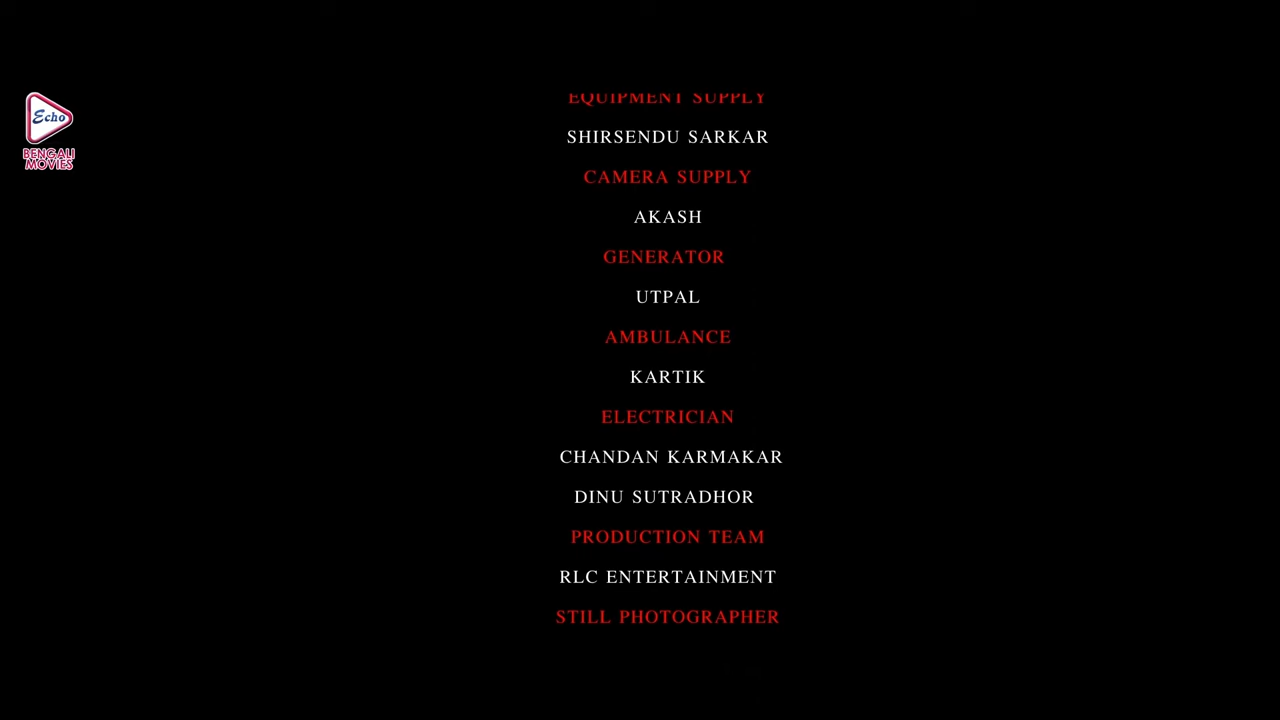 Echo
BENGALI
MOVIES
EQUIPMENT SUPPLY
SHIRSENDU SARKAR
CAMERA SUPPLY
AKASH
GENERATOR
UTPAL
AMBULANCE
KARTIK
ELECTRICIAN
CHANDAN KARMAKAR
DINU SUTRADHOR
PRODUCTION TEAM
RLC ENTERTAINMENT
STILL PHOTOGRAPHER